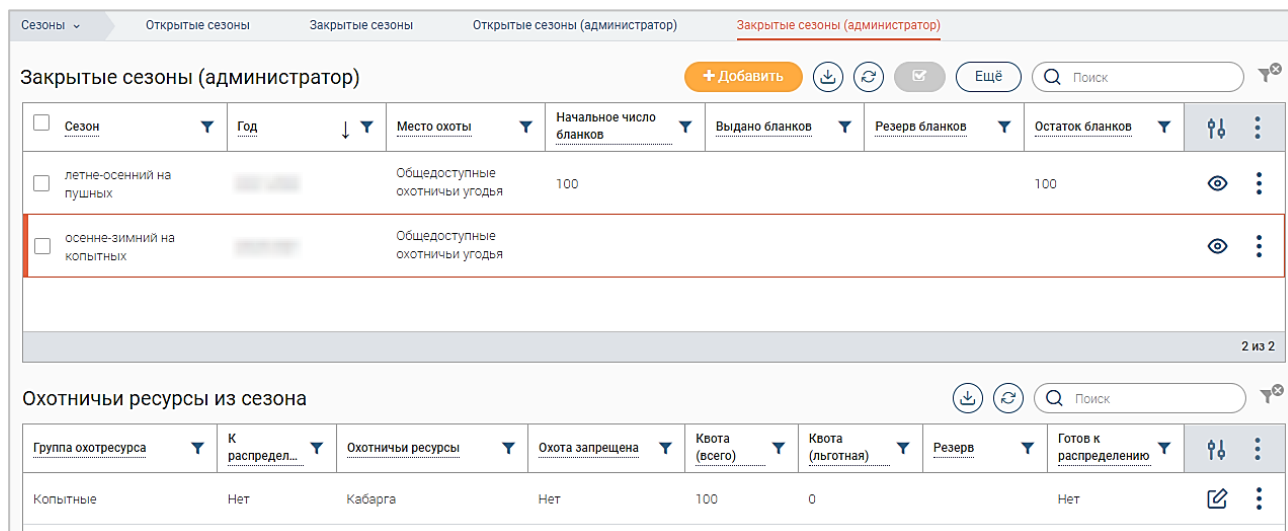 Сезоны Открытые сезоны Закрытые сезоны Открытые сезоны (администратор) Закрытые сезоны (администратор)
Закрытые сезоны (администратор) + Добавить Ещё Поиск
Сезон Год Место охоты Начальное число бланков Выдано бланков Резерв бланков Остаток бланков
летне-осенний на пушных Общедоступные охотничьи угодья 100 100
осенне-зимний на копытных Общедоступные охотничьи угодья
2 из 2
Охотничьи ресурсы из сезона Поиск
Группа охотресурса К распредел... Охотничьи ресурсы Охота запрещена Квота (всего) Квота (льготная) Резерв Готов к распределению
Копытные Нет Кабарга Нет 100 0 Нет